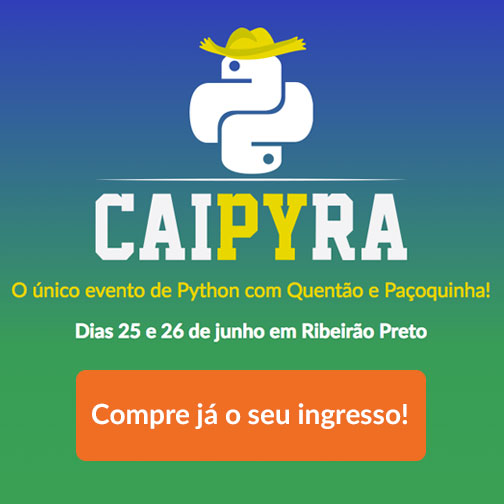 CAIPYRA
O único evento de Python com Quentão e Paçoquinha!
Dias 25 e 26 de junho em Ribeirão Preto
Compre já o seu ingresso!